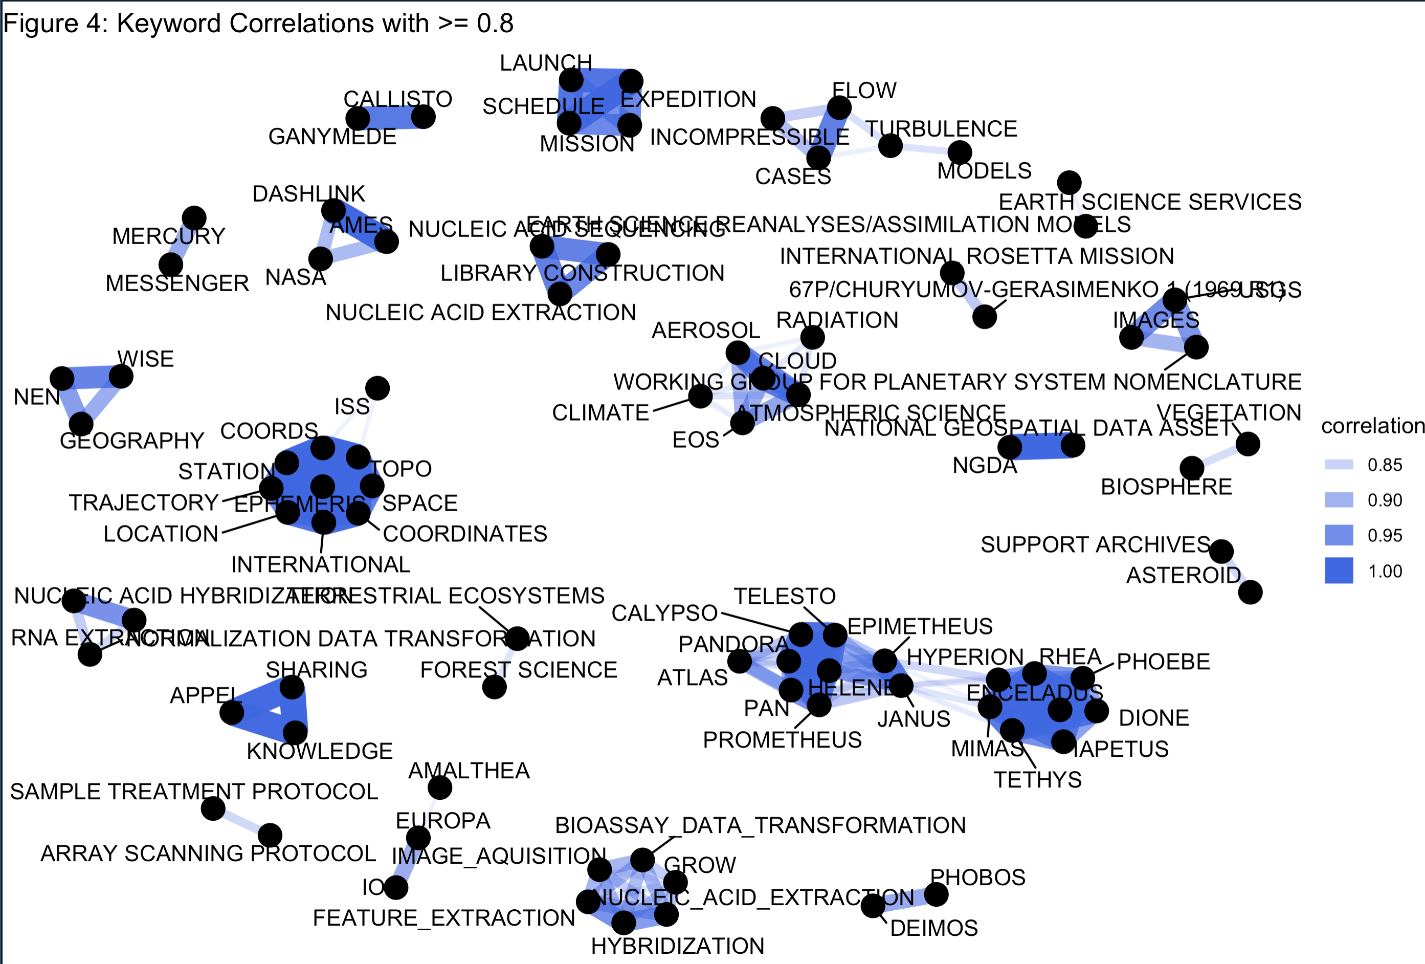 Figure 4: Keyword Correlations with >= 0.8
LAUNCH
CALLISTO
SCHEDULE
EXPEDITION
FLOW
GANYMEDE
MISSION
INCOMPRESSIBLE
TURBULENCE
CASES
MODELS
DASHLINK
EARTH SCIENCE SERVICES
AMES
NUCLEIC ACID SEQUENCING
EARTH SCIENCE REANALYSES/ASSIMILATION MODELS
MERCURY
INTERNATIONAL ROSETTA MISSION
MESSENGER
NASA
LIBRARY CONSTRUCTION
67P/CHURYUMOV-GERASIMENKO 1 (1969 R1)
USGS
NUCLEIC ACID EXTRACTION
AEROSOL
RADIATION
IMAGES
WISE
CLOUD
NEN
WORKING GROUP FOR PLANETARY SYSTEM NOMENCLATURE
ISS
CLIMATE
ATMOSPHERIC SCIENCE
VEGETATION
GEOGRAPHY
COORDS
EOS
NATIONAL GEOSPATIAL DATA ASSET
correlation
STATION
TOPO
NGDA
0.85
TRAJECTORY
EPHEMERIS
SPACE
BIOSPHERE
0.90
LOCATION
COORDINATES
0.95
INTERNATIONAL
SUPPORT ARCHIVES
1.00
ASTEROID
NUCLEIC ACID HYBRIDIZATION
TERRESTRIAL ECOSYSTEMS
TELESTO
CALYPSO
RNA EXTRACTION
NORMALIZATION DATA TRANSFORMATION
PANDORA
EPIMETHEUS
SHARING
FOREST SCIENCE
ATLAS
HYPERION
RHEA
PHOEBE
APPEL
HELENE
ENCELADUS
PAN
JANUS
DIONE
KNOWLEDGE
PROMETHEUS
MIMAS
IAPETUS
AMALTHEA
TETHYS
SAMPLE TREATMENT PROTOCOL
EUROPA
BIOASSAY_DATA_TRANSFORMATION
ARRAY SCANNING PROTOCOL
IMAGE_AQUISITION
GROW
IO
NUCLEIC_ACID_EXTRACTION
PHOBOS
FEATURE_EXTRACTION
DEIMOS
HYBRIDIZATION